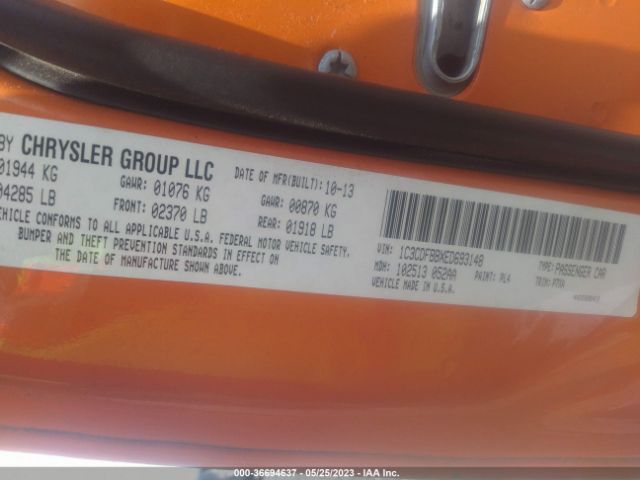 BY CHRYSLER GROUP LLC
DATE OF MFR(BUILT): 10-13
01944 KG GAWR: 01076 KG GAWR: 00870 KG
04285 LB FRONT: 02370 LB REAR: 01918 LB
VEHICLE CONFORMS TO ALL APPLICABLE U.S.A. FEDERAL MOTOR VEHICLE SAFETY,
BUMPER AND THEFT PREVENTION STANDARDS IN EFFECT ON
THE DATE OF MANUFACTURE SHOWN ABOVE.
VIN: 1C3CDFBBXED693148 TYPE: PASSENGER CAR
MDH: 102513 052AA PAINT: PL4 TRIM:
VEHICLE MADE IN U.S.A.
000-36694637 - 05/25/2023 - IAA Inc.